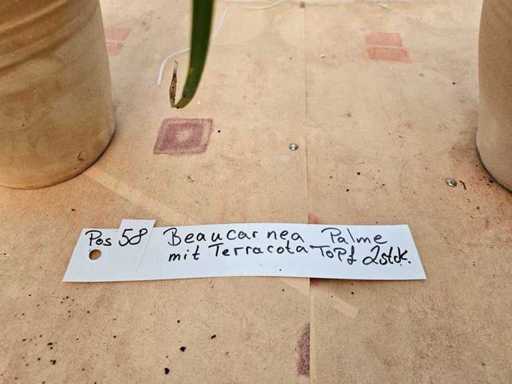 Pos 58 Beaucarnea Palme
mit Terracota Topf 2stck.